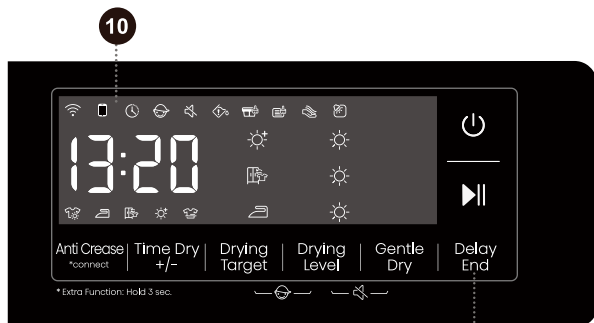 10
13:20
Anti Crease Time Dry Drying Drying Gentle Delay
*connect +/- Target Level Dry End
* Extra Function: Hold 3 sec.